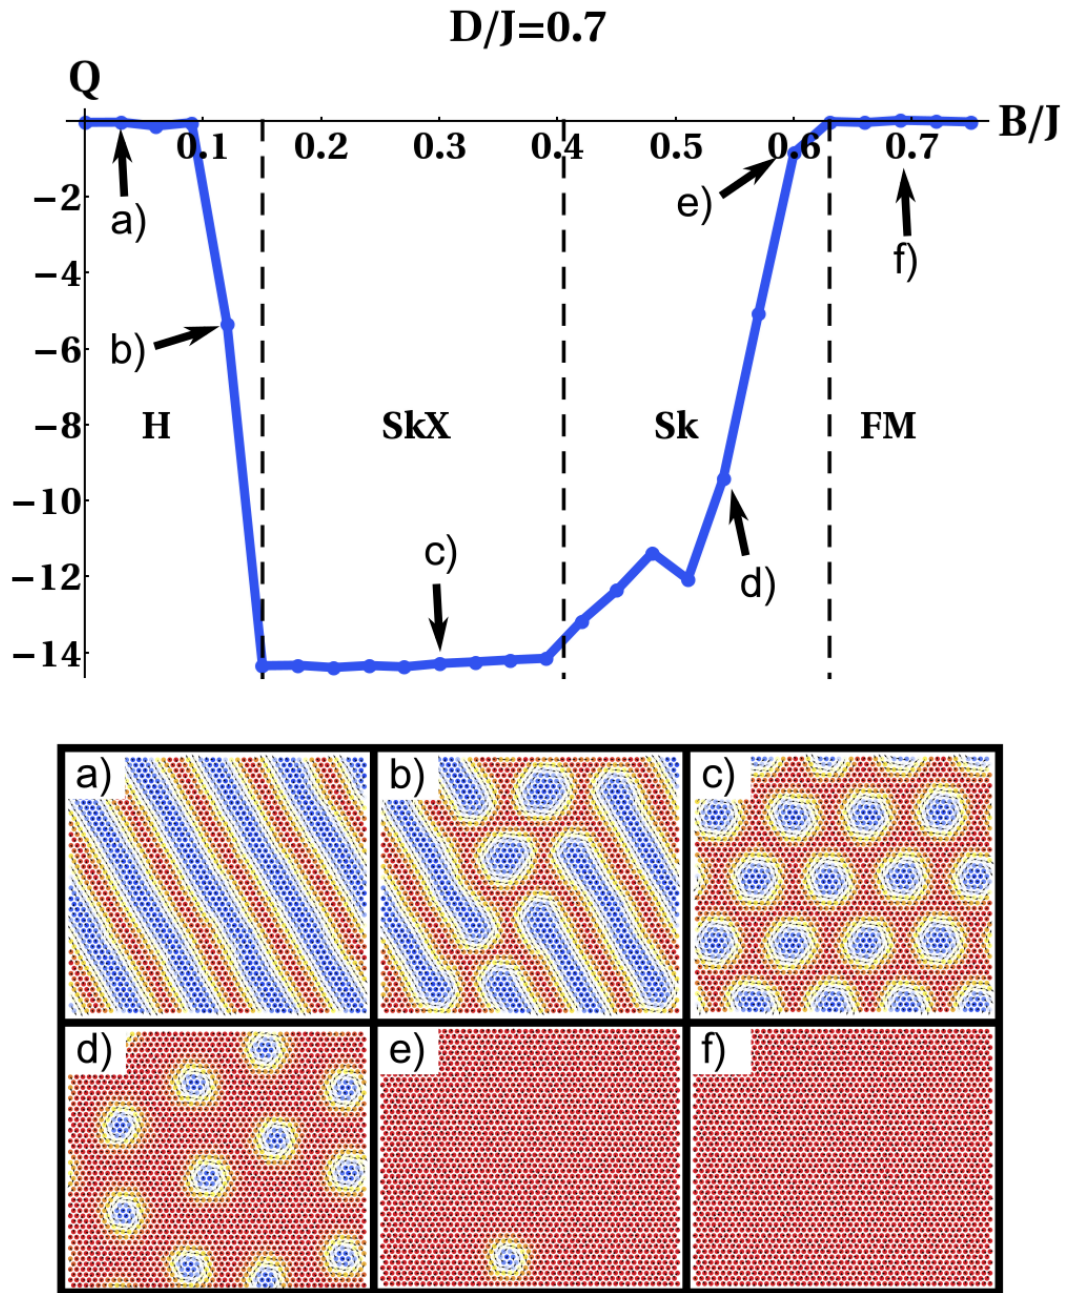 D/J=0.7
Q
B/J
0.1 0.2 0.3 0.4 0.5 0.6 0.7
−2
e)
a)
f)
−4
b)
−6
−8
H SkX Sk FM
−10
c)
−12
d)
−14
a) b) c)
d) e) f)